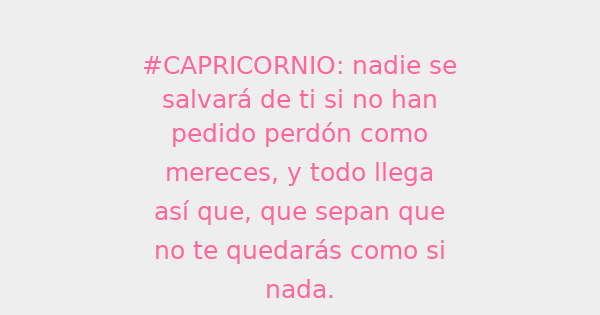 #CAPRICORNIO: nadie se
salvará de ti si no han
pedido perdón como
mereces, y todo llega
así que, que sepan que
no te quedarás como si
nada.